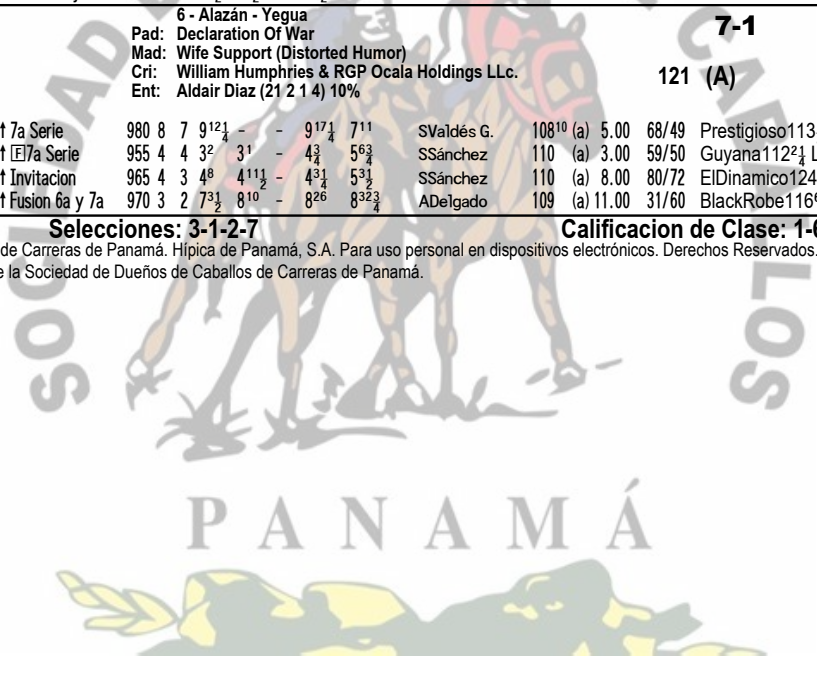 6 - Alazán - Yegua
Pad: Declaration Of War
7-1
Mad: Wife Support (Distorted Humor)
Cri: William Humphries & RGP Ocala Holdings LLc.
121 (A)
Ent: Aldair Diaz (21 2 1 4) 10%
† 7a Serie 980 8 7 9¹²¼ - - 9¹⁷¼ 7¹¹ SValdés G. 108¹⁰ (a) 5.00 68/49 Prestigioso113
† F7a Serie 955 4 4 3² 3¹ - 4¾ 5⁶¾ SSánchez 110 (a) 3.00 59/50 Guyana112²¼ L
† Invitacion 965 4 3 4⁸ 4¹¹½ - 4³¼ 5³½ SSánchez 110 (a) 8.00 80/72 ElDinamico124
† Fusion 6a y 7a 970 3 2 7³½ 8¹⁰ - 8²⁶ 8³²¾ ADelgado 109 (a) 11.00 31/60 BlackRobe116⁶
Selecciones: 3-1-2-7 Calificacion de Clase: 1-6
de Carreras de Panamá. Hípica de Panamá, S.A. Para uso personal en dispositivos electrónicos. Derechos Reservados.
e la Sociedad de Dueños de Caballos de Carreras de Panamá.
SOCIEDAD
CABALLOS
PANAMÁ